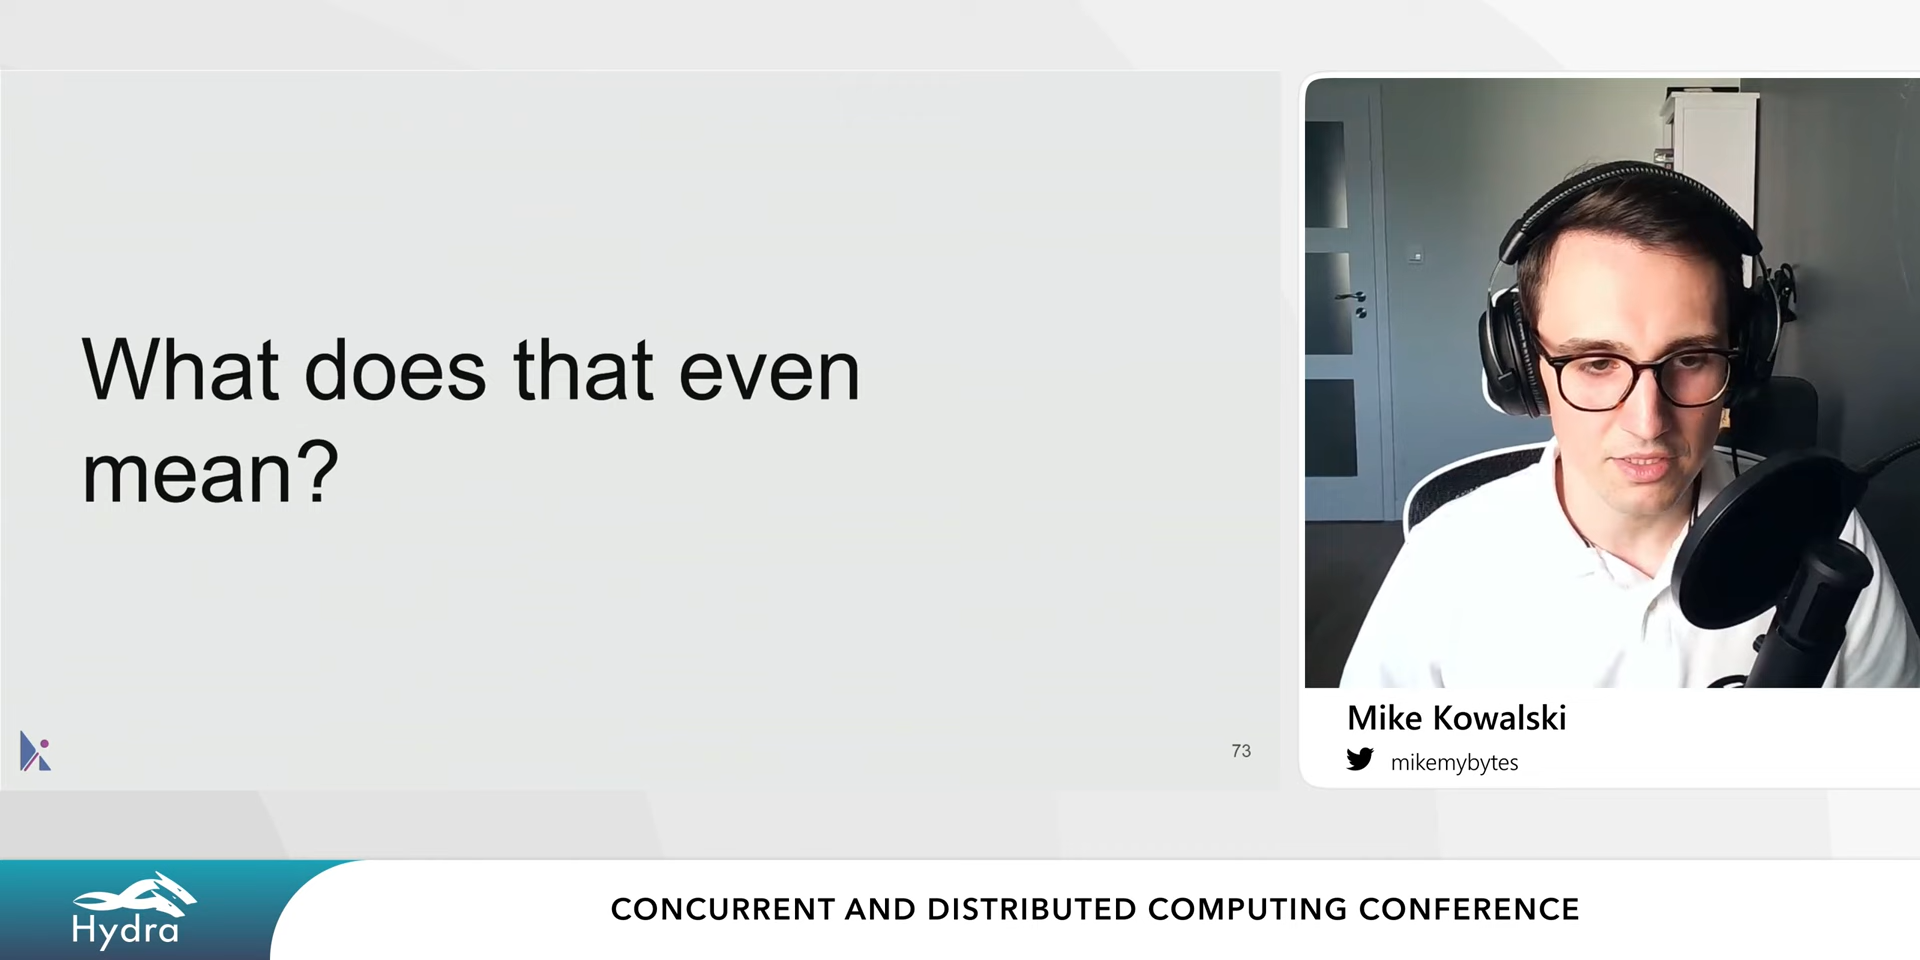 What does that even
mean?
73
Mike Kowalski
mikemybytes
Hydra
CONCURRENT AND DISTRIBUTED COMPUTING CONFERENCE